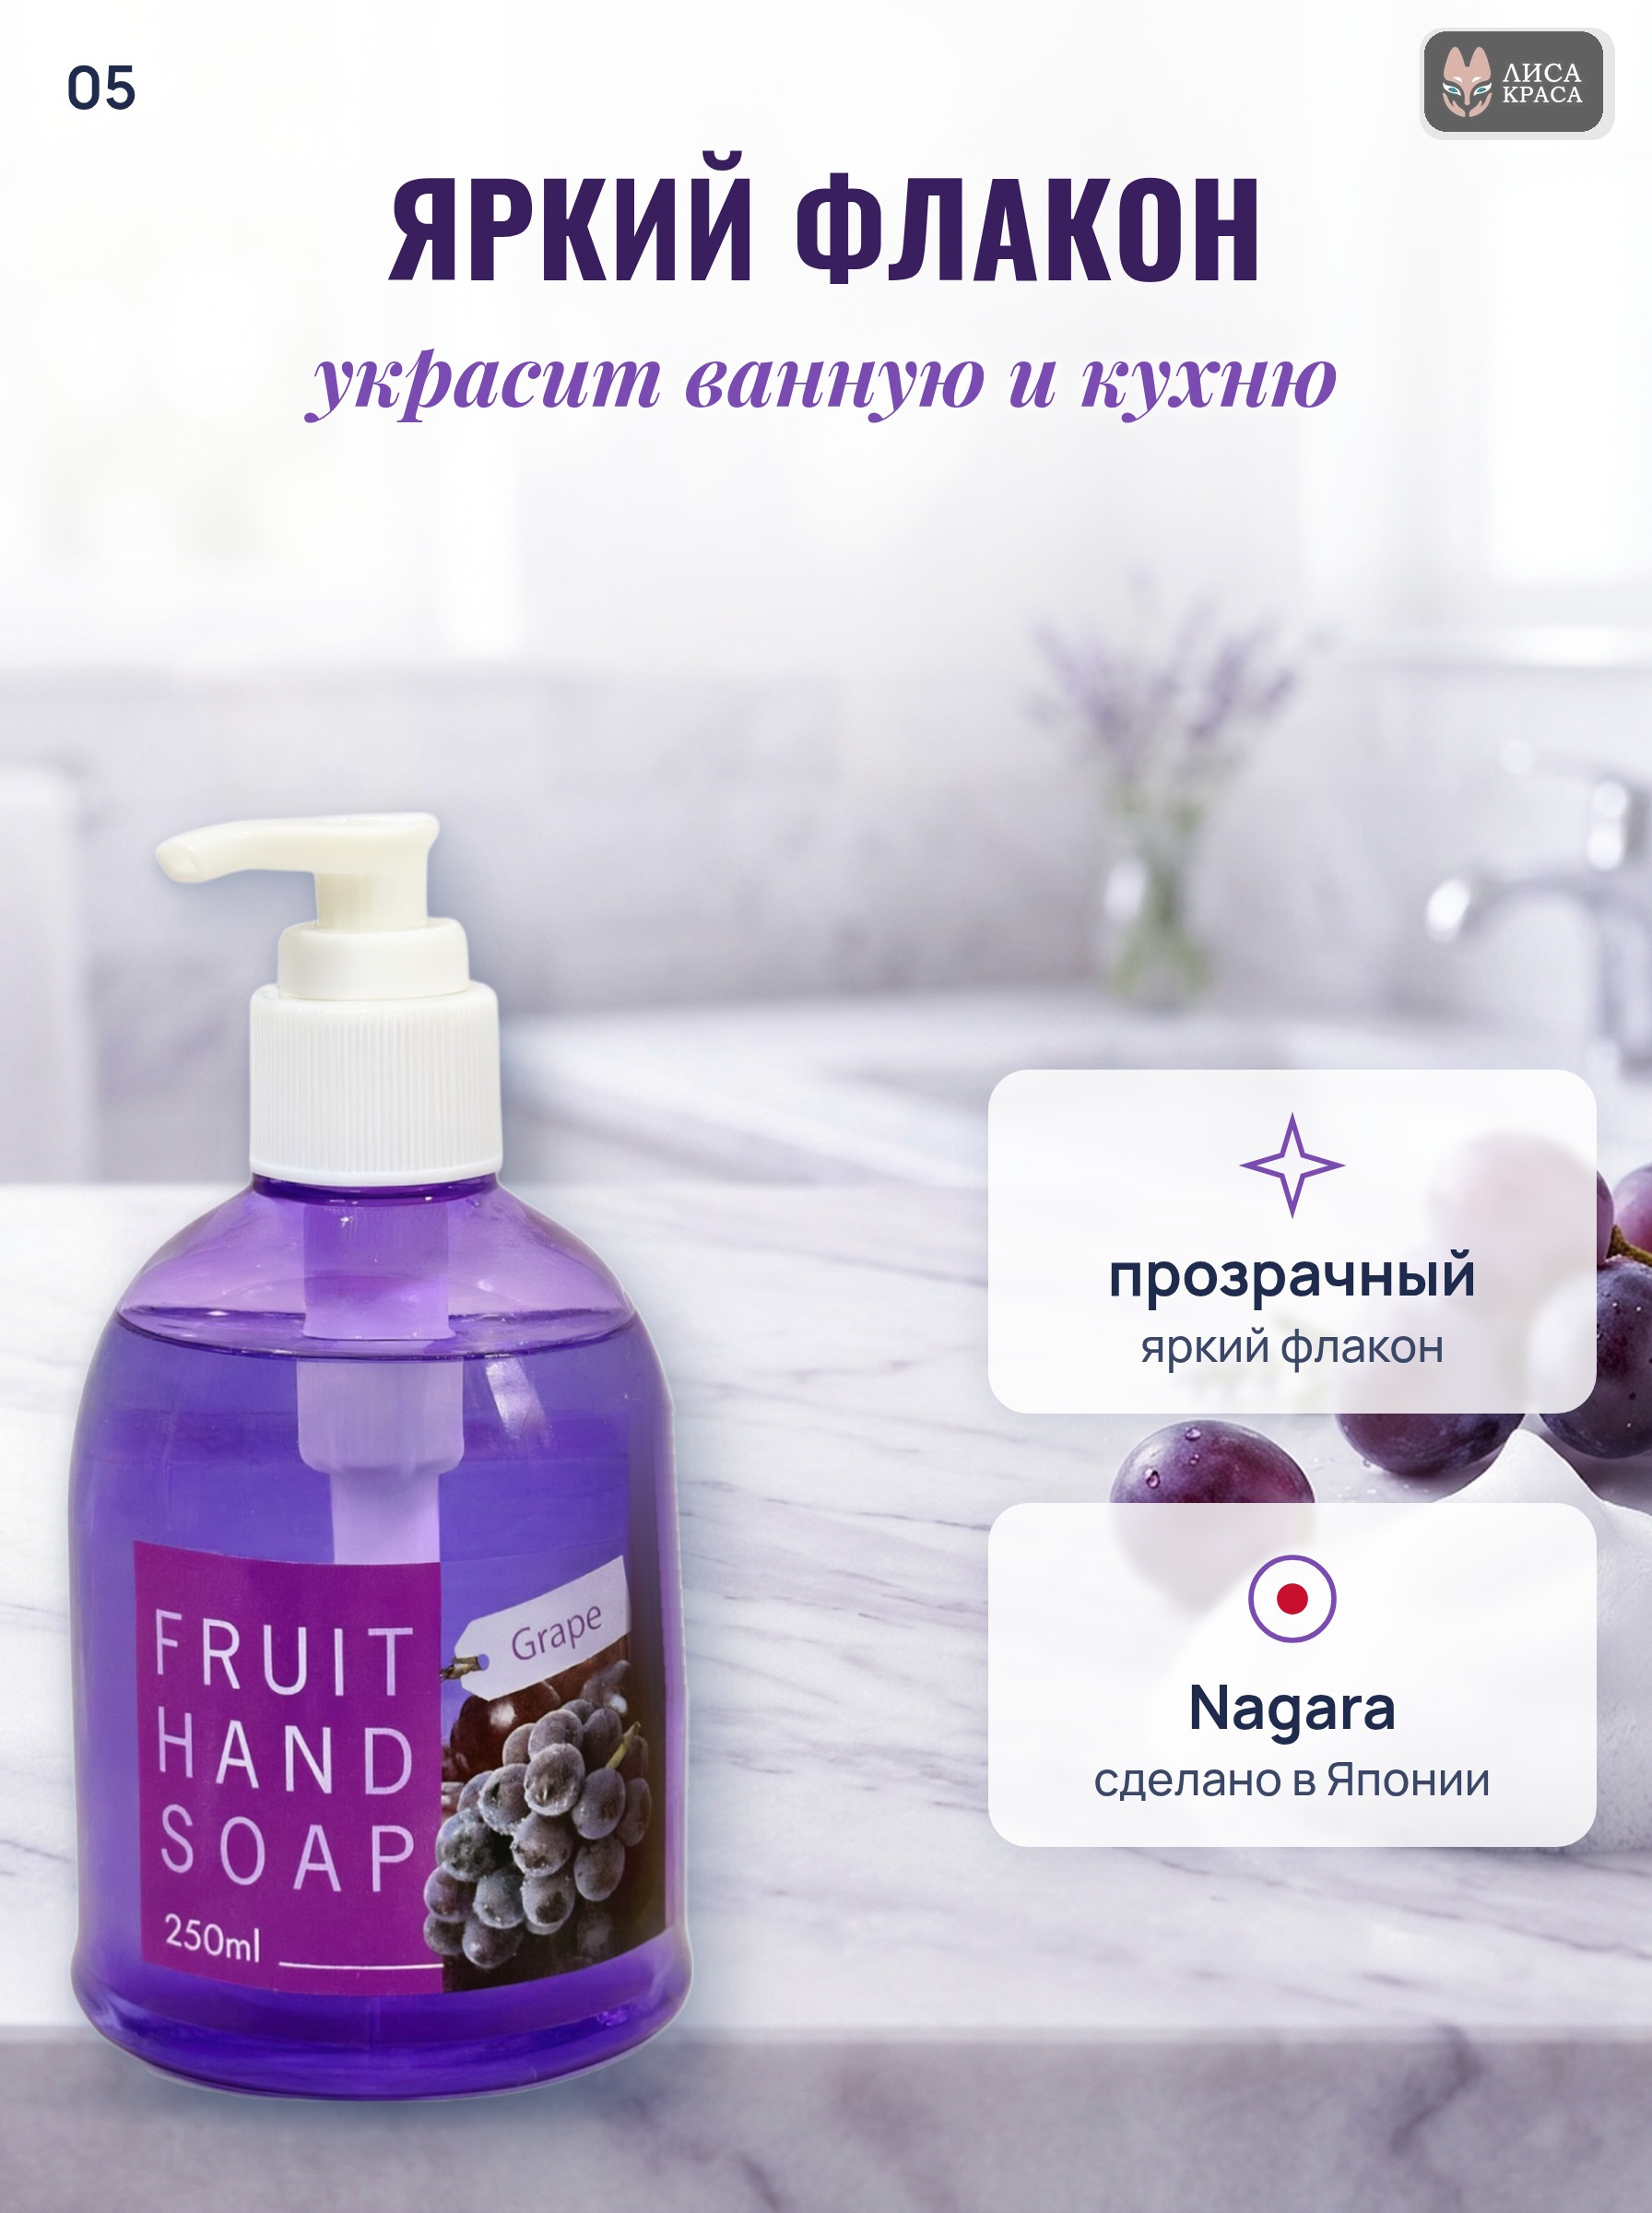 05
ЛИСА
КРАСА
ЯРКИЙ ФЛАКОН
украсит ванную и кухню
прозрачный
яркий флакон
Nagara
сделано в Японии
FRUIT
HAND
SOAP
250ml
Grape